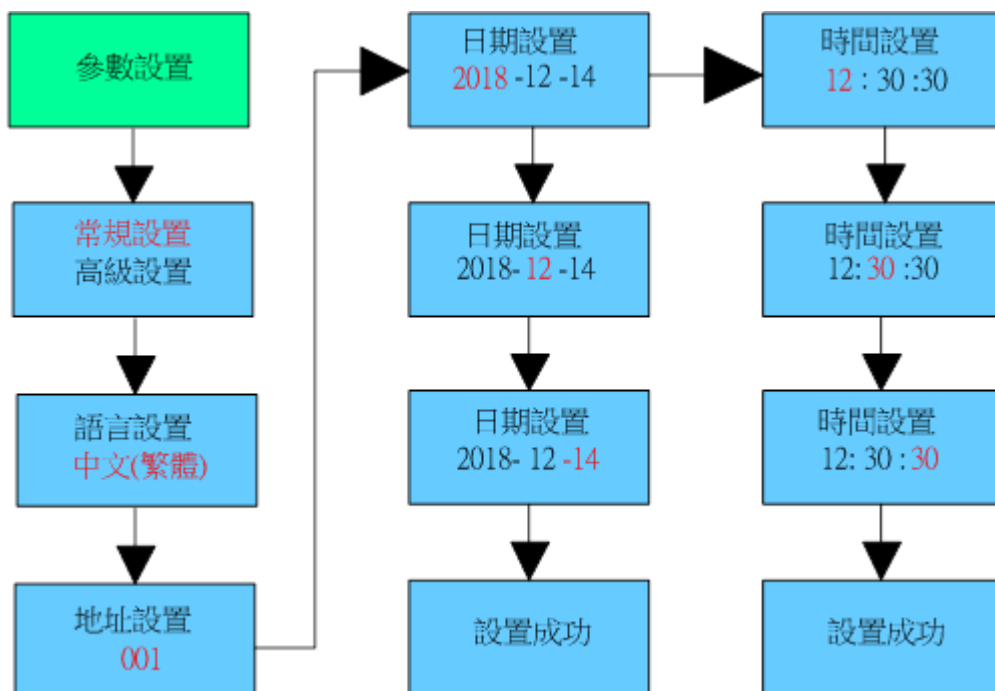 參數設置
常規設置
高級設置
語言設置
中文(繁體)
地址設置
001
日期設置
2018 -12 -14
日期設置
2018- 12 -14
日期設置
2018- 12 -14
設置成功
時間設置
12 : 30 :30
時間設置
12: 30 :30
時間設置
12: 30 : 30
設置成功